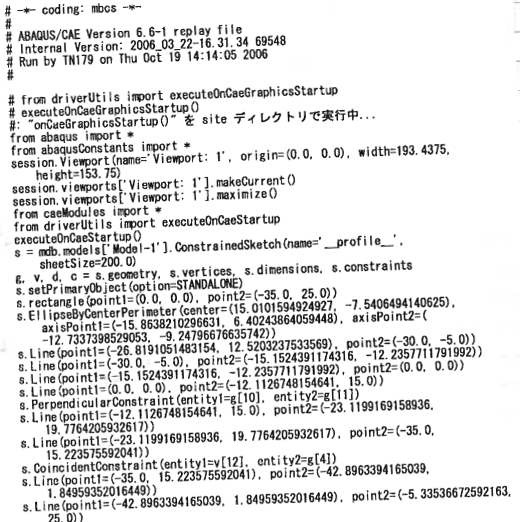 # -*- coding: mbcs -*-
#
# ABAQUS/CAE Version 6.6-1 replay file
# Internal Version: 2006_03_22-16.31.34 69548
# Run by TN179 on Thu Oct 19 14:14:05 2006
#
# from driverUtils import executeOnCaeGraphicsStartup
# executeOnCaeGraphicsStartup()
#: "onCaeGraphicsStartup()" を site ディレクトリで実行中...
from abaqus import *
from abaqusConstants import *
session.Viewport(name='Viewport: 1', origin=(0.0, 0.0), width=193.4375,
height=153.75)
session.viewports['Viewport: 1'].makeCurrent()
session.viewports['Viewport: 1'].maximize()
from caeModules import *
from driverUtils import executeOnCaeStartup
executeOnCaeStartup()
s = mdb.models['Model-1'].ConstrainedSketch(name='__profile__',
sheetSize=200.0)
g, v, d, c = s.geometry, s.vertices, s.dimensions, s.constraints
s.setPrimaryObject(option=STANDALONE)
s.rectangle(point1=(0.0, 0.0), point2=(-35.0, 25.0))
s.EllipseByCenterPerimeter(center=(15.0101594924927, -7.5406494140625),
axisPoint1=(-15.8638210296631, 6.40243864059448), axisPoint2=(
-12.7337398529053, -9.24796676635742))
s.Line(point1=(-26.8191051483154, 12.5203237533569), point2=(-30.0, -5.0))
s.Line(point1=(-30.0, -5.0), point2=(-15.1524391174316, -12.2357711791992))
s.Line(point1=(-15.1524391174316, -12.2357711791992), point2=(0.0, 0.0))
s.Line(point1=(0.0, 0.0), point2=(-12.1126748154641, 15.0))
s.PerpendicularConstraint(entity1=g[10], entity2=g[11])
s.Line(point1=(-12.1126748154641, 15.0), point2=(-23.1199169158936,
19.7764205932617))
s.Line(point1=(-23.1199169158936, 19.7764205932617), point2=(-35.0,
15.223575592041))
s.CoincidentConstraint(entity1=v[12], entity2=g[4])
s.Line(point1=(-35.0, 15.223575592041), point2=(-42.8963394165039,
1.84959352016449))
s.Line(point1=(-42.8963394165039, 1.84959352016449), point2=(-5.33536672592163,
25.0))